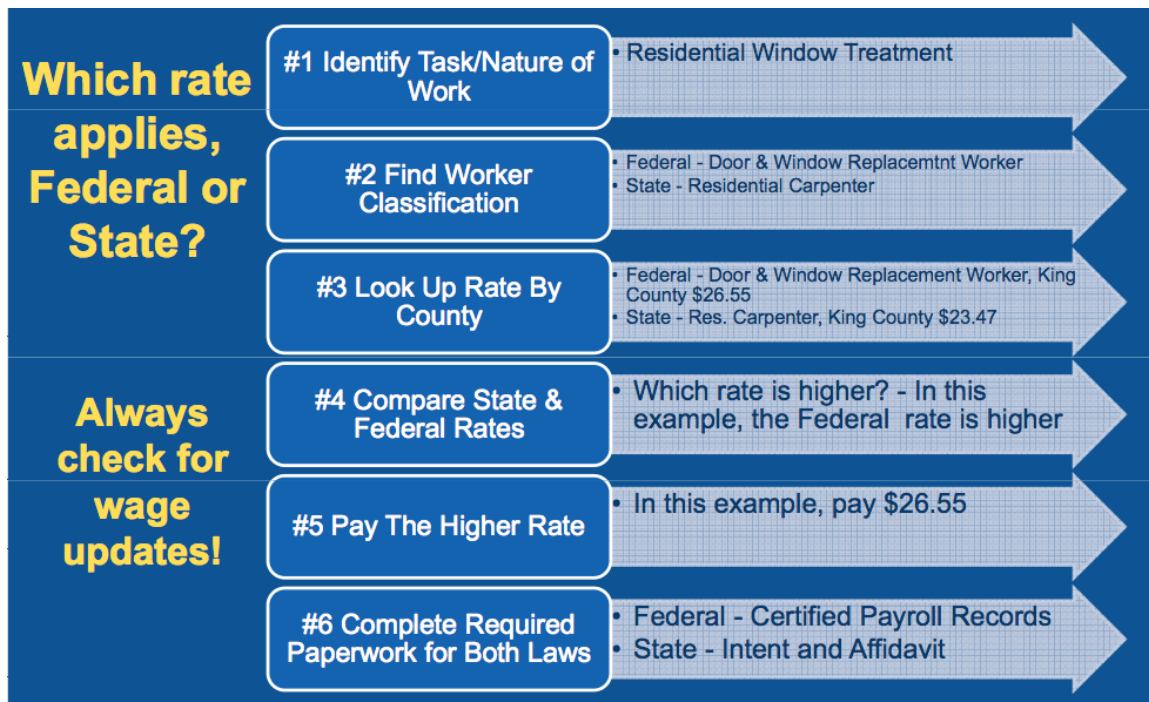 Which rate
applies,
Federal or
State?
Always
check for
wage
updates!
#1 Identify Task/Nature of
Work
• Residential Window Treatment
#2 Find Worker
Classification
• Federal - Door & Window Replacemtnt Worker
• State - Residential Carpenter
#3 Look Up Rate By
County
• Federal - Door & Window Replacement Worker, King
County $26.55
• State - Res. Carpenter, King County $23.47
#4 Compare State &
Federal Rates
• Which rate is higher? - In this
example, the Federal rate is higher
#5 Pay The Higher Rate
• In this example, pay $26.55
#6 Complete Required
Paperwork for Both Laws
• Federal - Certified Payroll Records
• State - Intent and Affidavit